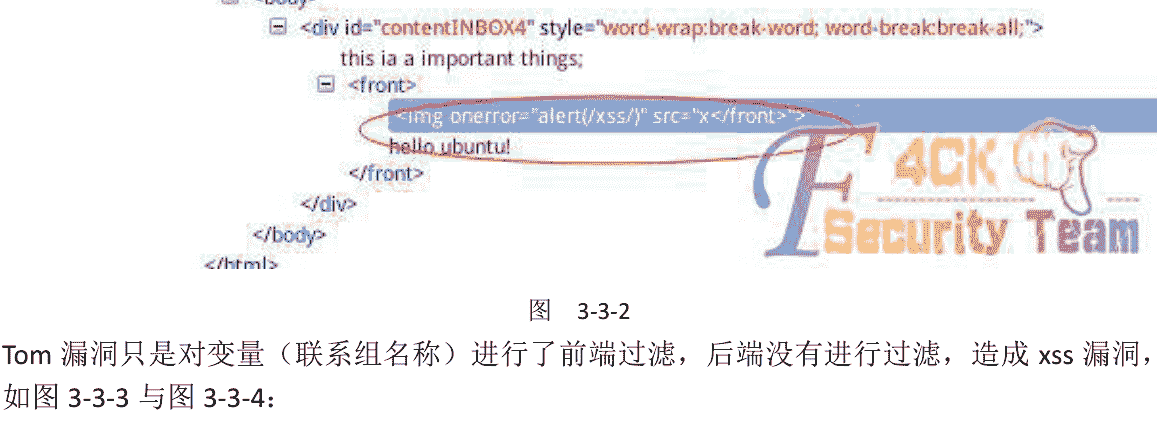 <body>
<div id="contentINBOX4" style="word-wrap:break-word; word-break:break-all;">
this ia a important things;
<front>
<img onerror="alert(/xss/)" src="x</front>">
hello ubuntu!
</front>
</div>
</body>
</html>
F4CK
Security Team
图 3-3-2
Tom 漏洞只是对变量（联系组名称）进行了前端过滤，后端没有进行过滤，造成 xss 漏洞，
如图 3-3-3 与图 3-3-4：